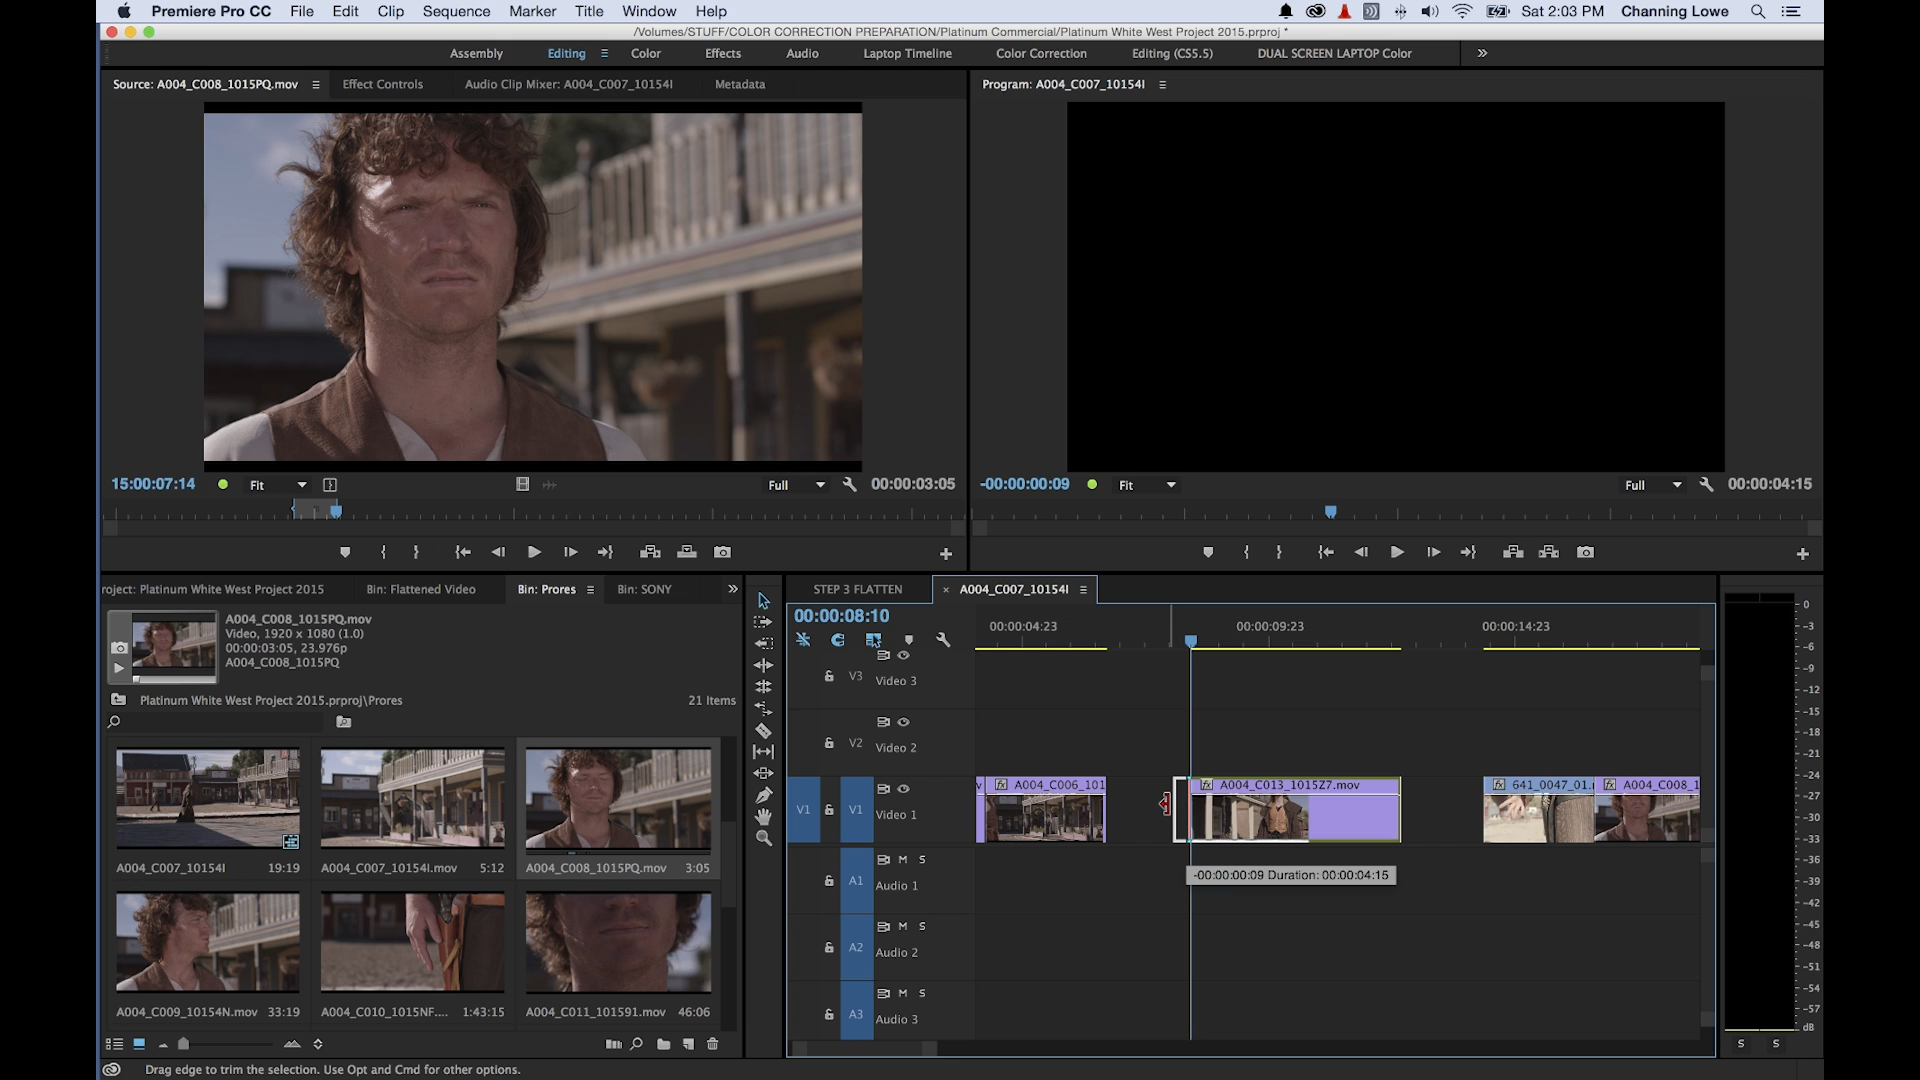 Premiere Pro CC File Edit Clip Sequence Marker Title Window Help Sat 2:03 PM Channing Lowe
/Volumes/STUFF/COLOR CORRECTION PREPARATION/Platinum Commercial/Platinum White West Project 2015.prproj *
Assembly Editing Color Effects Audio Laptop Timeline Color Correction Editing (CS5.5) DUAL SCREEN LAPTOP Color
Source: A004_C008_1015PQ.mov Effect Controls Audio Clip Mixer: A004_C007_10154I Metadata
Program: A004_C007_10154I
15:00:07:14 Fit Full 00:00:03:05
-00:00:00:09 Fit Full 00:00:04:15
roject: Platinum White West Project 2015 Bin: Flattened Video Bin: Prores Bin: SONY
A004_C008_1015PQ.mov
Video, 1920 x 1080 (1.0)
00:00:03:05, 23.976p
A004_C008_1015PQ
Platinum White West Project 2015.prproj\Prores 21 Items
A004_C007_10154I 19:19
A004_C007_10154I.mov 5:12
A004_C008_1015PQ.mov 3:05
A004_C009_10154N.mov 33:19
A004_C010_1015NF.... 1:43:15
A004_C011_101591.mov 46:06
STEP 3 FLATTEN × A004_C007_10154I
00:00:08:10
00:00:04:23 00:00:09:23 00:00:14:23
V3 Video 3
V2 Video 2
V1 V1 Video 1
v fx A004_C006_101
fx A004_C013_1015Z7.mov
fx 641_0047_01.
fx A004_C008_1
-00:00:00:09 Duration: 00:00:04:15
M S
A1 Audio 1
M S
A2 Audio 2
M S
A3 Audio 3
0
-3
-6
-9
-12
-15
-18
-21
-24
-27
-30
-33
-36
-39
-42
-45
-48
-51
-54
-57
dB
S S
Drag edge to trim the selection. Use Opt and Cmd for other options.